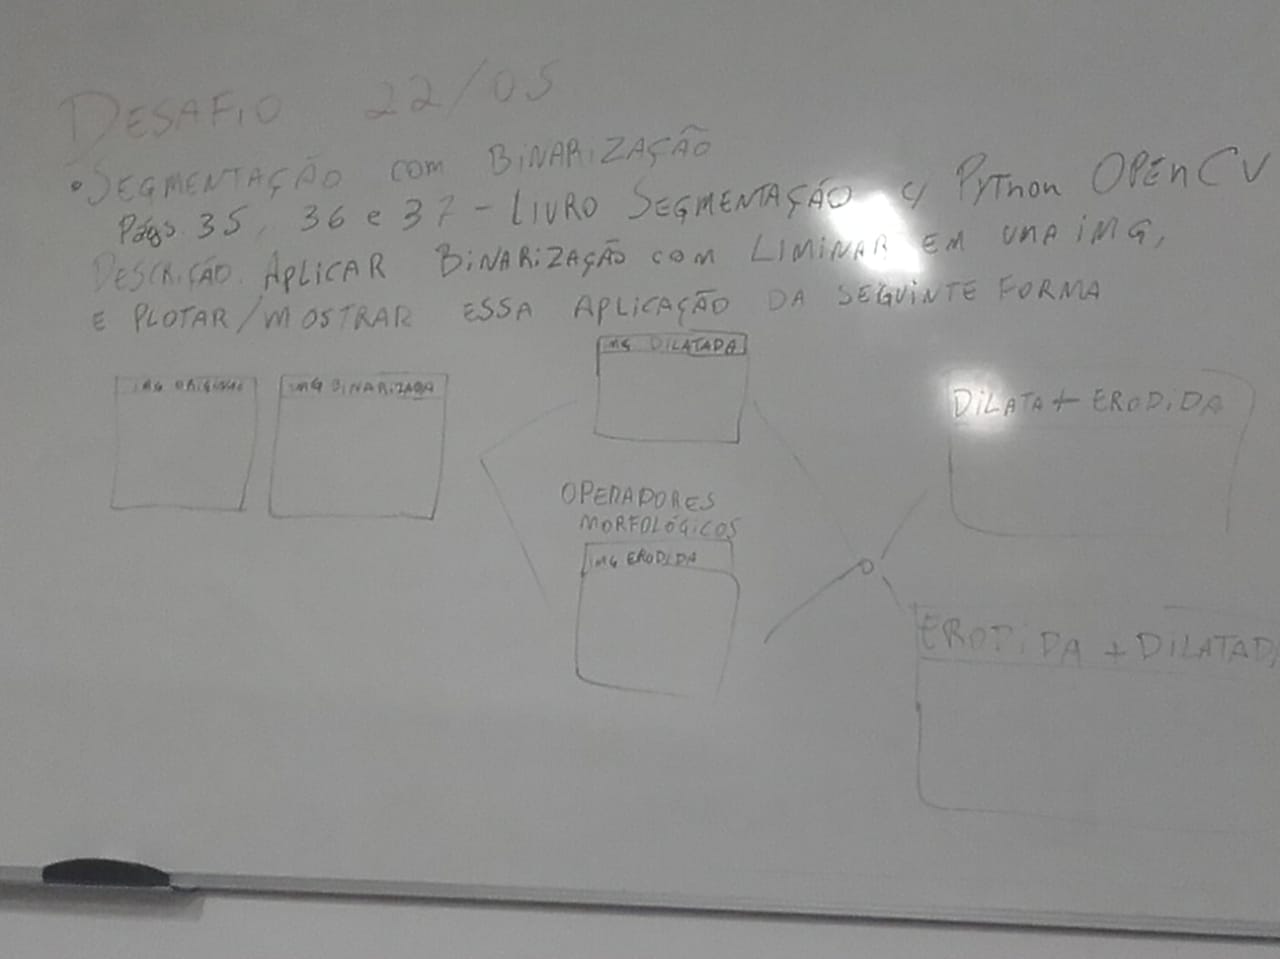 DESAFIO 22/05
• SEGMENTAÇÃO com BiNARiZAÇÃO
Págs. 35, 36 e 37 - LIVRO SEGMENTAÇÃO c/ PyThon OPEnCV
DESCRIÇÃO. APLICAR BiNARiZAÇÃO com LIMINAR EM UMA iMG,
E PLOTAR/MOSTRAR ESSA APLICAÇÃO DA SEGUINTE FORMA
iMG DILATADA
iMG ORIGINAL iMG BiNARIZADA
DiLATA + ERODiDA
OPERADORES
MORFOLÓGICOS
iMG ERODIDA
ERODiDA + DiLATADA